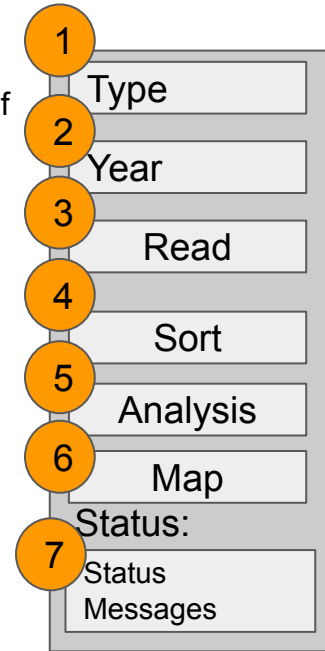 1
Type
f
2
Year
3
Read
4
Sort
5
Analysis
6
Map
Status:
7
Status
Messages